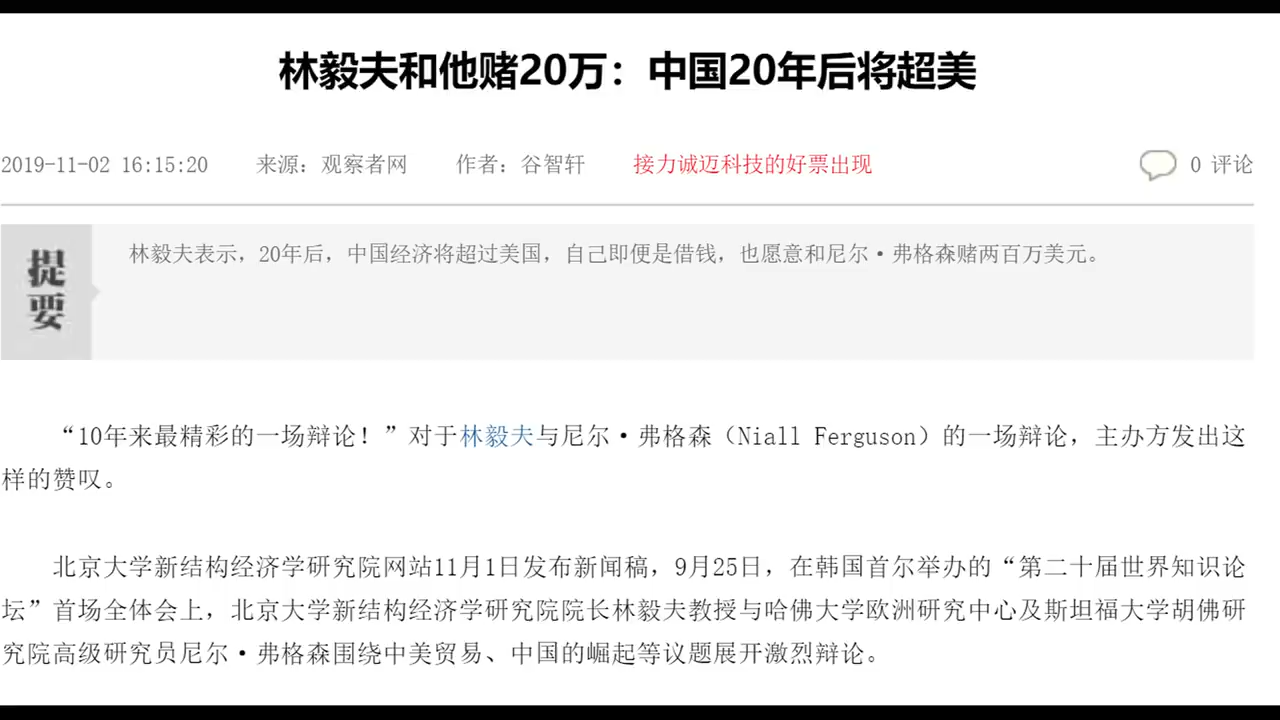 林毅夫和他赌20万：中国20年后将超美
2019-11-02 16:15:20 来源：观察者网 作者：谷智轩 接力诚迈科技的好票出现 0 评论
提要
林毅夫表示，20年后，中国经济将超过美国，自己即便是借钱，也愿意和尼尔·弗格森赌两百万美元。
“10年来最精彩的一场辩论！”对于林毅夫与尼尔·弗格森（Niall Ferguson）的一场辩论，主办方发出这
样的赞叹。
北京大学新结构经济学研究院网站11月1日发布新闻稿，9月25日，在韩国首尔举办的“第二十届世界知识论
坛”首场全体会上，北京大学新结构经济学研究院院长林毅夫教授与哈佛大学欧洲研究中心及斯坦福大学胡佛研
究院高级研究员尼尔·弗格森围绕中美贸易、中国的崛起等议题展开激烈辩论。